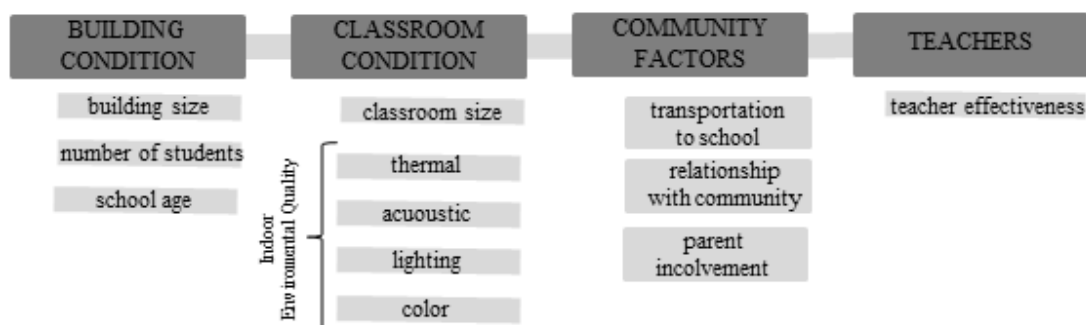 BUILDING
CONDITION
building size
number of students
school age
CLASSROOM
CONDITION
classroom size
Indoor
Enviromental Quality
thermal
acuoustic
lighting
color
COMMUNITY
FACTORS
transportation
to school
relationship
with community
parent
incolvement
TEACHERS
teacher effectiveness